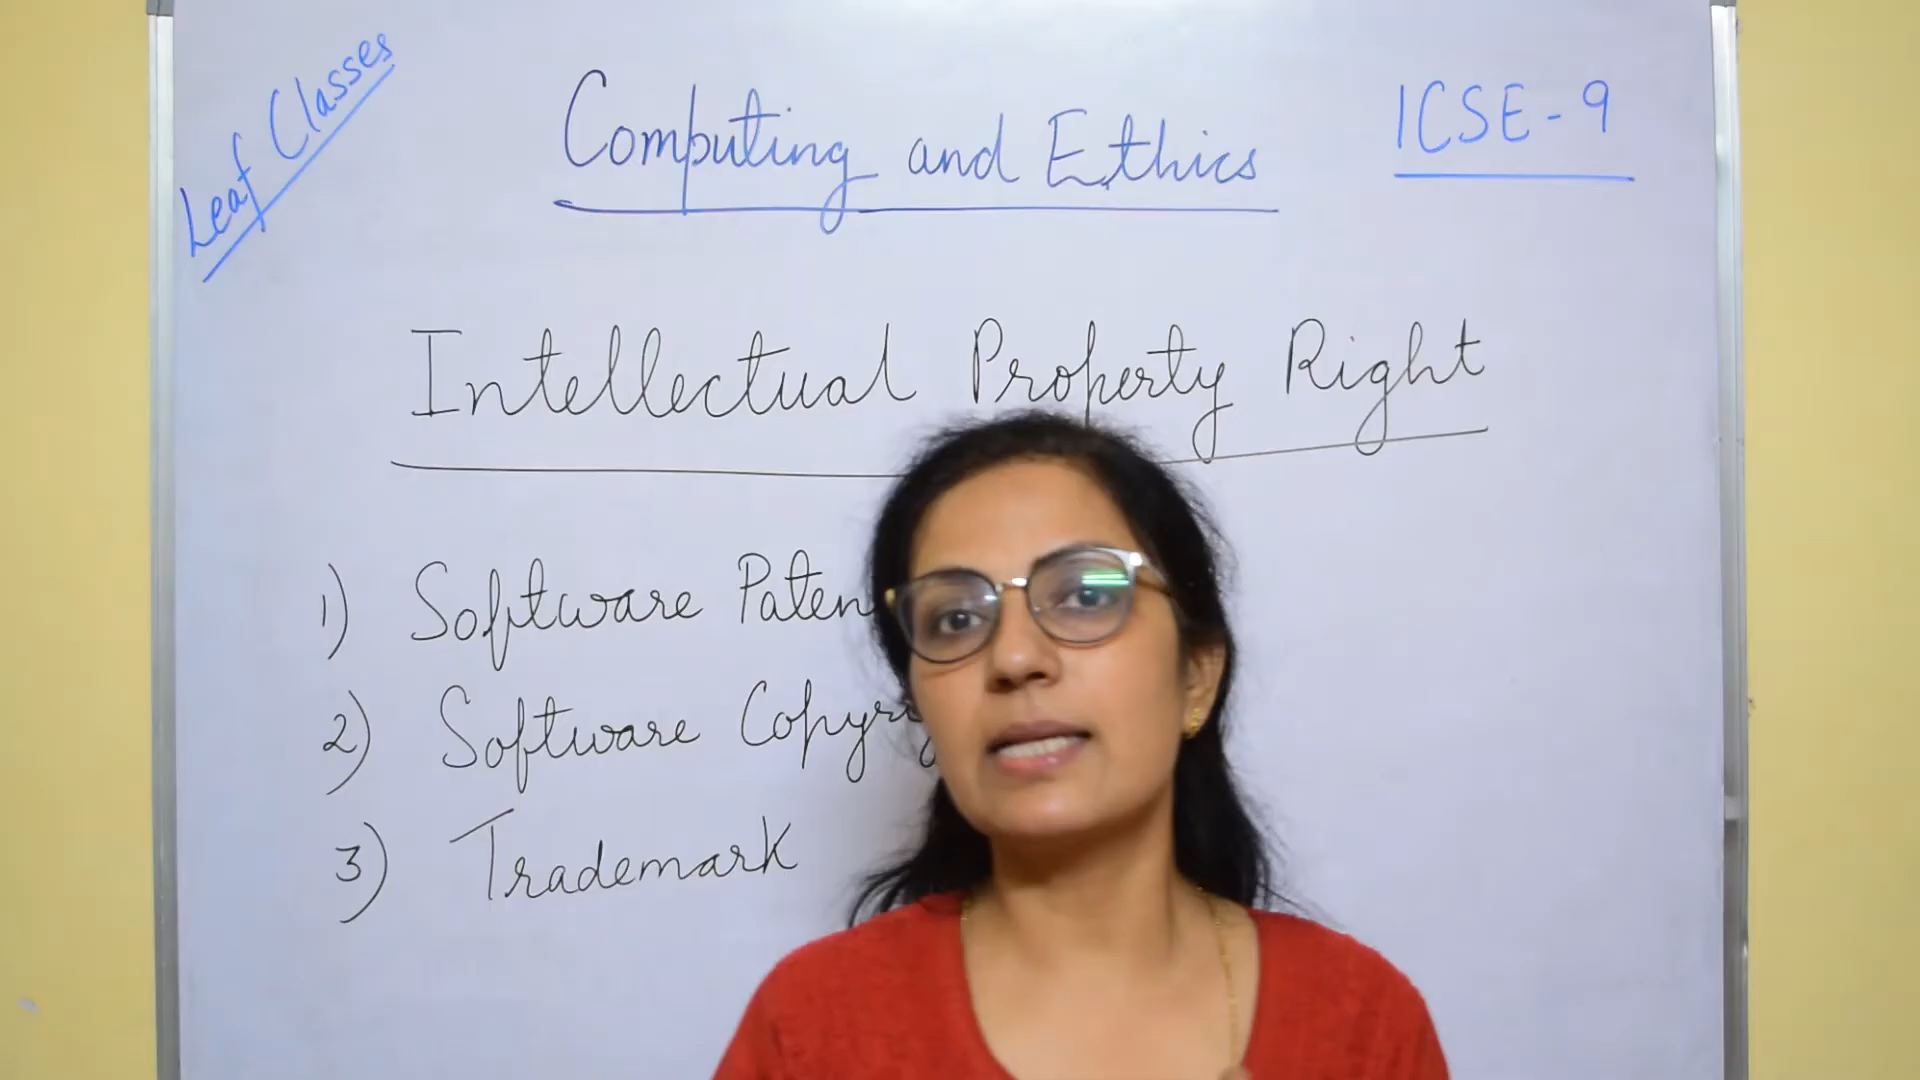 Leaf Classes
Computing and Ethics
ICSE-9
Intellectual Property Right
1) Software
2) Software
3) Trademark